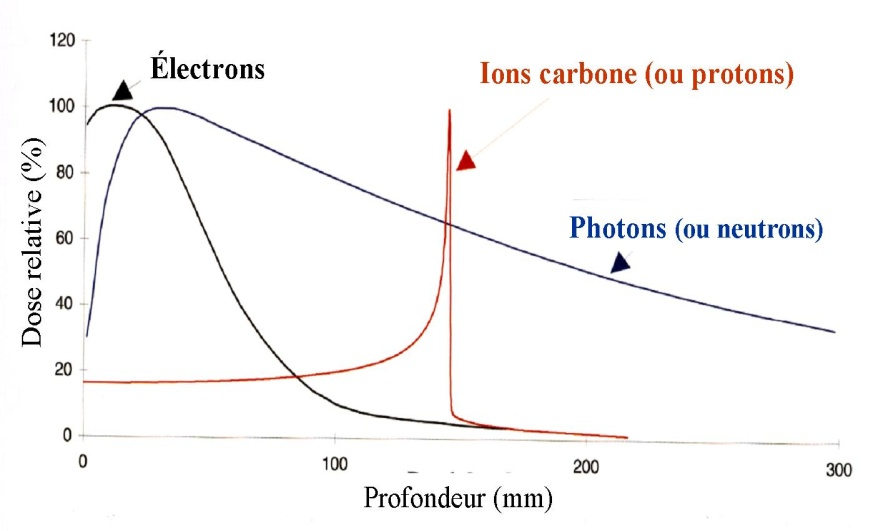 120
Électrons
Ions carbone (ou protons)
100
80
Photons (ou neutrons)
60
40
20
0
Dose relative (%)
0
100
200
300
Profondeur (mm)